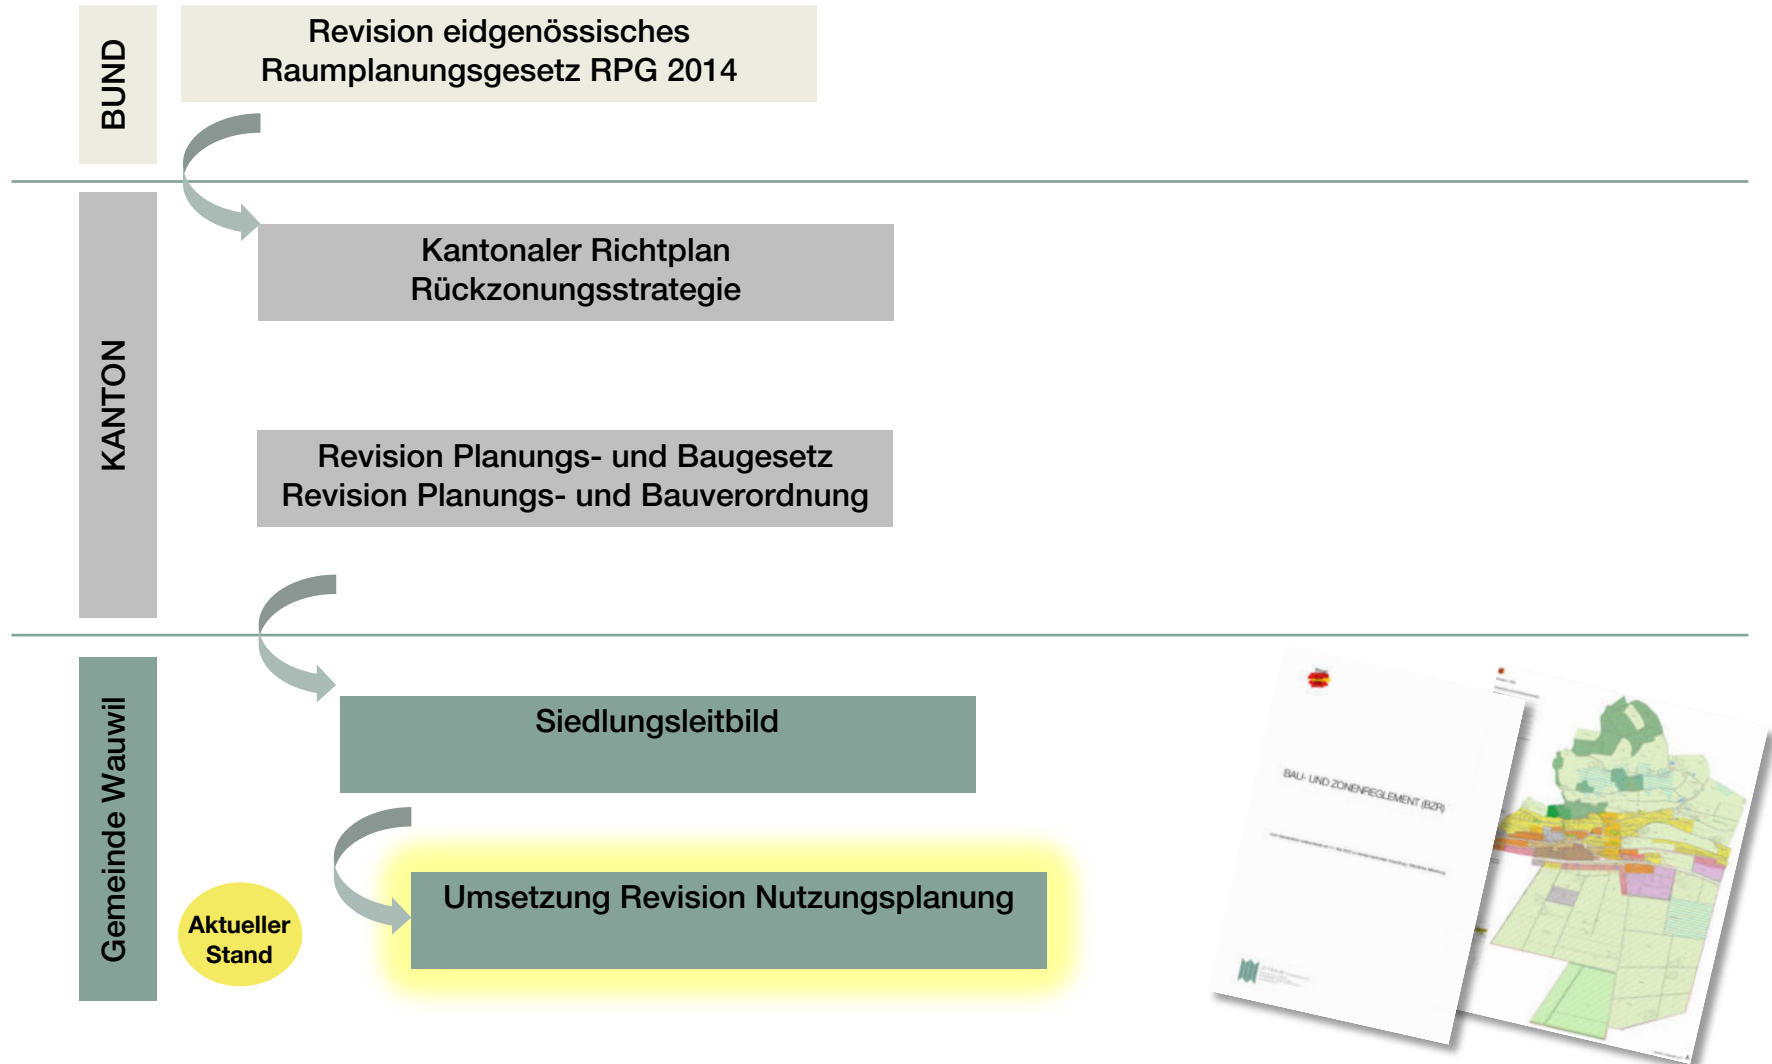 BUND
Revision eidgenössisches
Raumplanungsgesetz RPG 2014
KANTON
Kantonaler Richtplan
Rückzonungsstrategie
Revision Planungs- und Baugesetz
Revision Planungs- und Bauverordnung
Gemeinde Wauwil
Siedlungsleitbild
Aktueller
Stand
Umsetzung Revision Nutzungsplanung
BAU- UND ZONENREGLEMENT (BZR)